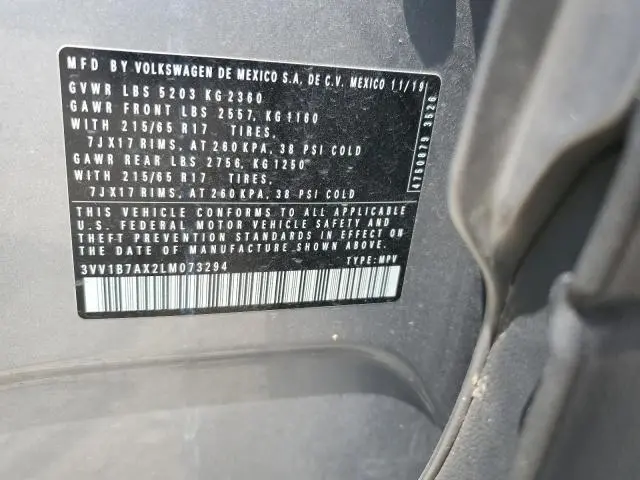 MFD BY VOLKSWAGEN DE MEXICO S.A. DE C.V. MEXICO 11/19
GVWR LBS 5203 KG 2360
GAWR FRONT LBS 2557, KG 1160
WITH 215/65 R17 TIRES,
7JX17 RIMS, AT 260 KPA, 38 PSI COLD
GAWR REAR LBS 2756, KG 1250
WITH 215/65 R17 TIRES,
7JX17 RIMS, AT 260 KPA, 38 PSI COLD
THIS VEHICLE CONFORMS TO ALL APPLICABLE
U.S. FEDERAL MOTOR VEHICLE SAFETY AND
THEFT PREVENTION STANDARDS IN EFFECT ON
THE DATE OF MANUFACTURE SHOWN ABOVE
3VV1B7AX2LM073294 TYPE: MPV
4750879 3526